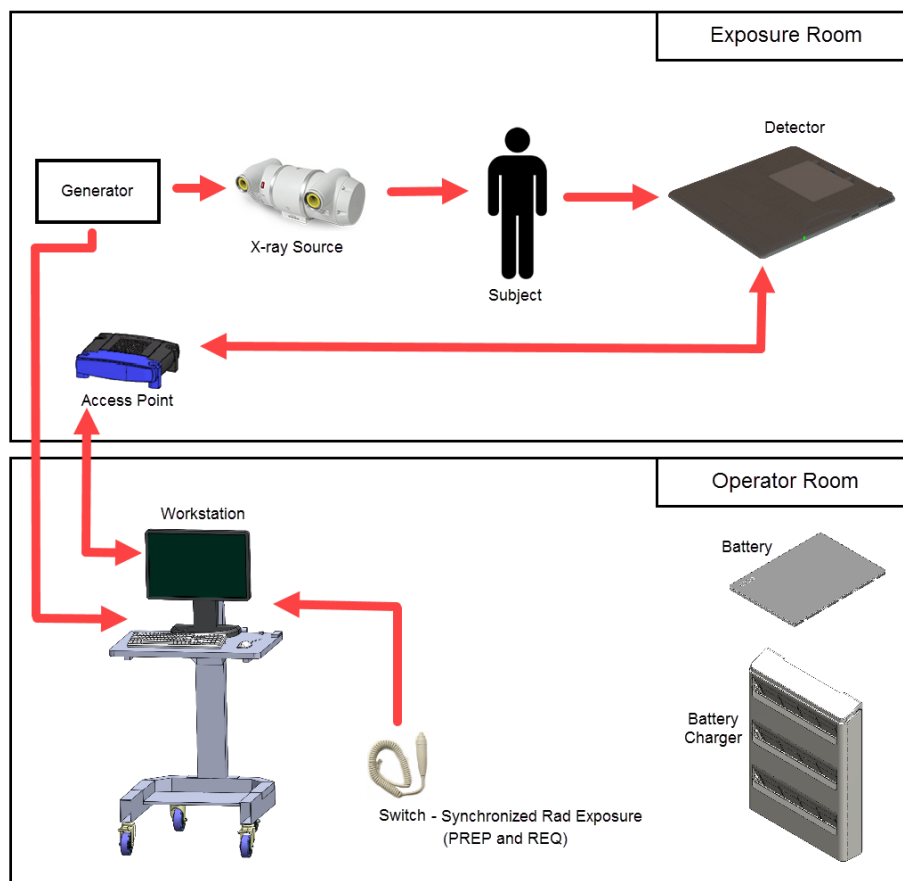 Exposure Room
Detector
Generator
X-ray Source
Subject
Access Point
Operator Room
Workstation
Battery
Battery
Charger
Switch - Synchronized Rad Exposure
(PREP and REQ)